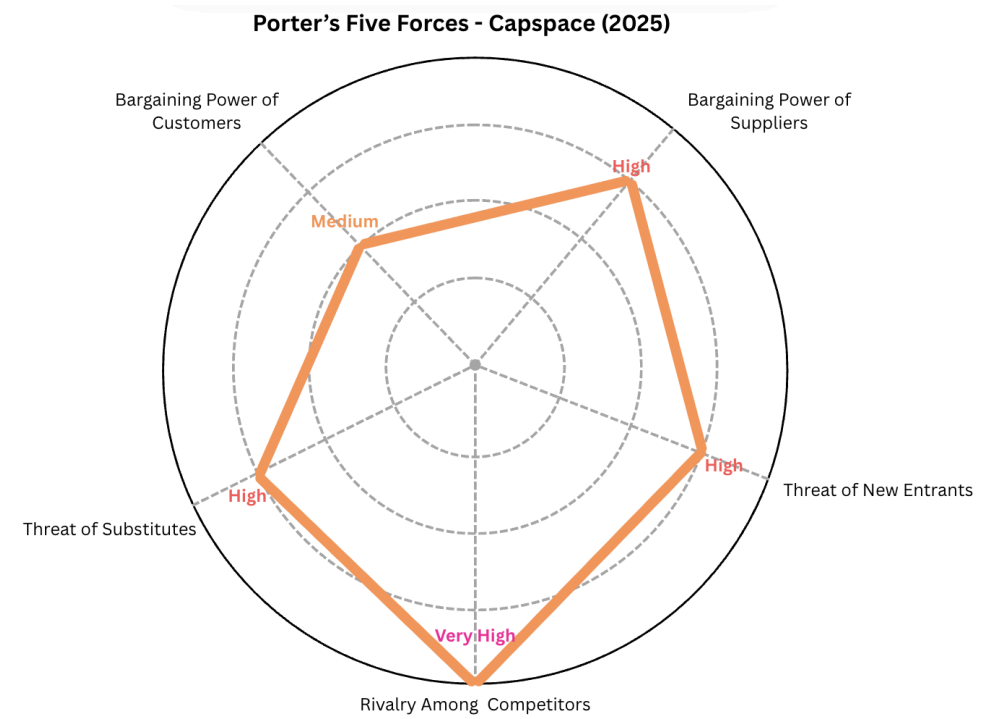 Porter’s Five Forces - Capspace (2025)
Bargaining Power of
Customers
Bargaining Power of
Suppliers
High
Medium
High
Threat of New Entrants
High
Threat of Substitutes
Very High
Rivalry Among  Competitors